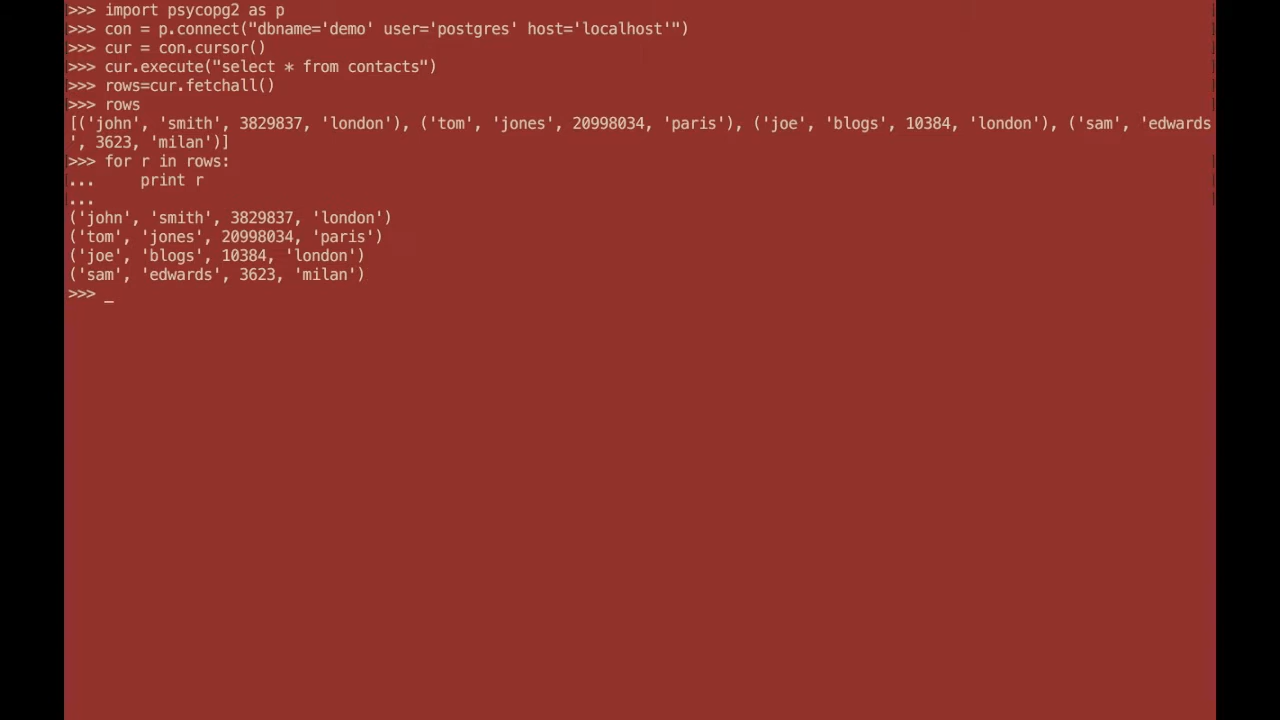 >>> import psycopg2 as p
>>> con = p.connect("dbname='demo' user='postgres' host='localhost'")
>>> cur = con.cursor()
>>> cur.execute("select * from contacts")
>>> rows=cur.fetchall()
>>> rows
[('john', 'smith', 3829837, 'london'), ('tom', 'jones', 20998034, 'paris'), ('joe', 'blogs', 10384, 'london'), ('sam', 'edwards
', 3623, 'milan')]
>>> for r in rows:
...     print r
...
('john', 'smith', 3829837, 'london')
('tom', 'jones', 20998034, 'paris')
('joe', 'blogs', 10384, 'london')
('sam', 'edwards', 3623, 'milan')
>>> _